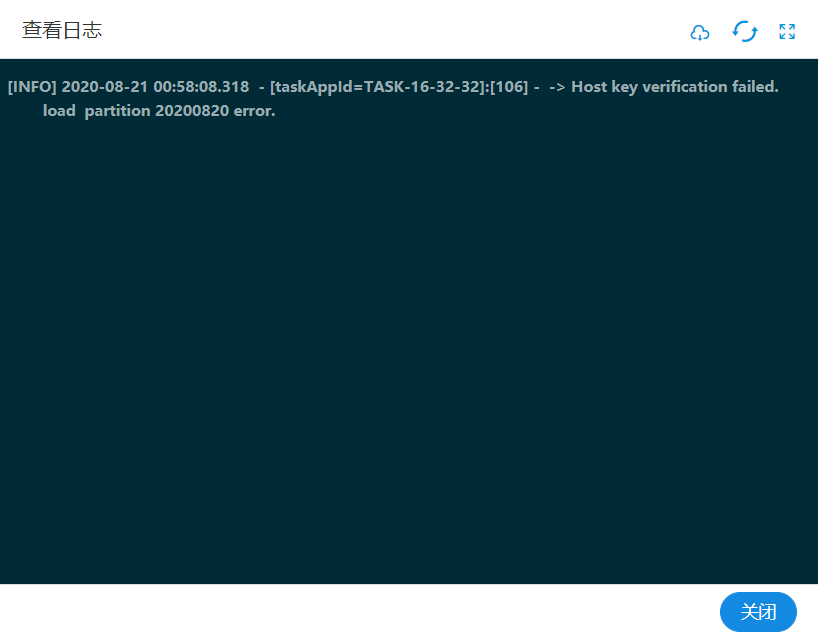 查看日志
[INFO] 2020-08-21 00:58:08.318 - [taskAppId=TASK-16-32-32]:[106] - -> Host key verification failed.
load partition 20200820 error.
关闭